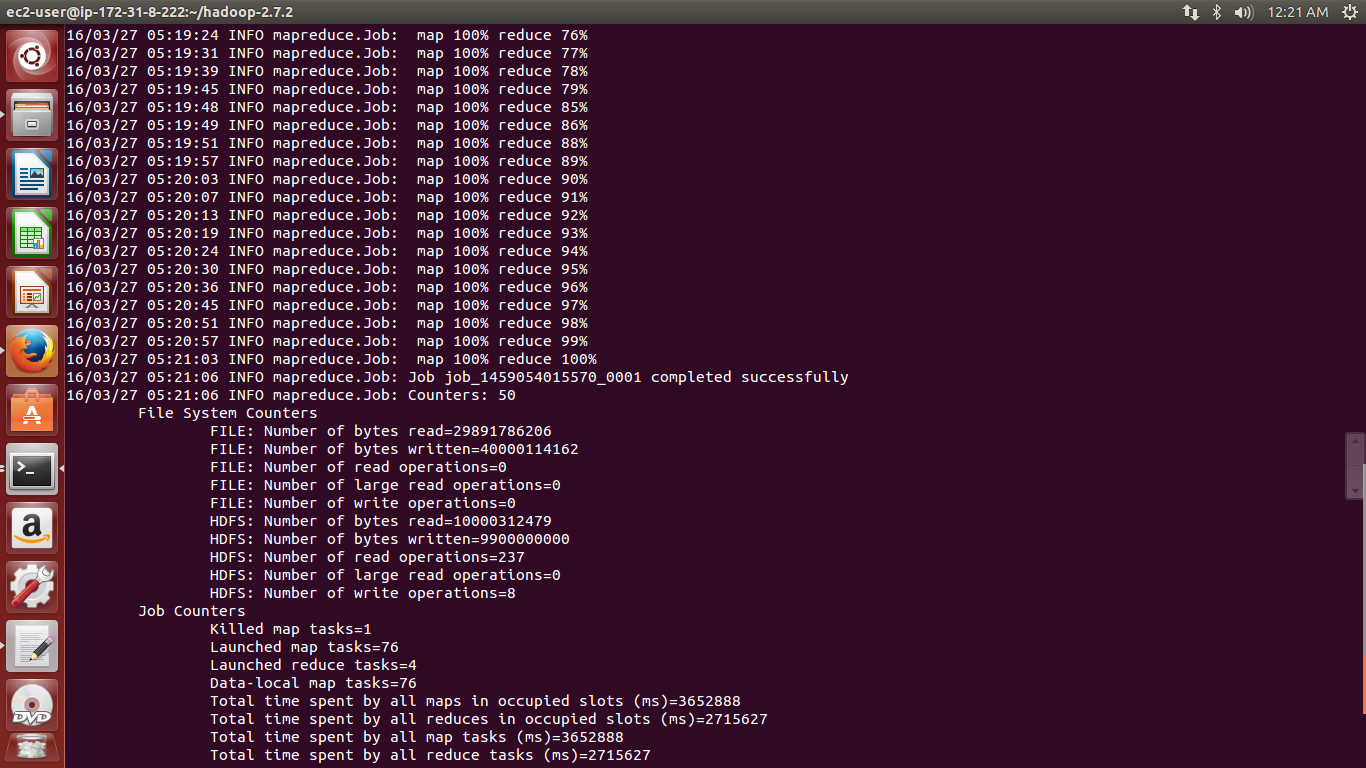 ec2-user@ip-172-31-8-222:~/hadoop-2.7.2
12:21 AM
16/03/27 05:19:24 INFO mapreduce.Job:  map 100% reduce 76%
16/03/27 05:19:31 INFO mapreduce.Job:  map 100% reduce 77%
16/03/27 05:19:39 INFO mapreduce.Job:  map 100% reduce 78%
16/03/27 05:19:45 INFO mapreduce.Job:  map 100% reduce 79%
16/03/27 05:19:48 INFO mapreduce.Job:  map 100% reduce 85%
16/03/27 05:19:49 INFO mapreduce.Job:  map 100% reduce 86%
16/03/27 05:19:51 INFO mapreduce.Job:  map 100% reduce 88%
16/03/27 05:19:57 INFO mapreduce.Job:  map 100% reduce 89%
16/03/27 05:20:03 INFO mapreduce.Job:  map 100% reduce 90%
16/03/27 05:20:07 INFO mapreduce.Job:  map 100% reduce 91%
16/03/27 05:20:13 INFO mapreduce.Job:  map 100% reduce 92%
16/03/27 05:20:19 INFO mapreduce.Job:  map 100% reduce 93%
16/03/27 05:20:24 INFO mapreduce.Job:  map 100% reduce 94%
16/03/27 05:20:30 INFO mapreduce.Job:  map 100% reduce 95%
16/03/27 05:20:36 INFO mapreduce.Job:  map 100% reduce 96%
16/03/27 05:20:45 INFO mapreduce.Job:  map 100% reduce 97%
16/03/27 05:20:51 INFO mapreduce.Job:  map 100% reduce 98%
16/03/27 05:20:57 INFO mapreduce.Job:  map 100% reduce 99%
16/03/27 05:21:03 INFO mapreduce.Job:  map 100% reduce 100%
16/03/27 05:21:06 INFO mapreduce.Job: Job job_1459054015570_0001 completed successfully
16/03/27 05:21:06 INFO mapreduce.Job: Counters: 50
File System Counters
FILE: Number of bytes read=29891786206
FILE: Number of bytes written=40000114162
FILE: Number of read operations=0
FILE: Number of large read operations=0
FILE: Number of write operations=0
HDFS: Number of bytes read=10000312479
HDFS: Number of bytes written=9900000000
HDFS: Number of read operations=237
HDFS: Number of large read operations=0
HDFS: Number of write operations=8
Job Counters
Killed map tasks=1
Launched map tasks=76
Launched reduce tasks=4
Data-local map tasks=76
Total time spent by all maps in occupied slots (ms)=3652888
Total time spent by all reduces in occupied slots (ms)=2715627
Total time spent by all map tasks (ms)=3652888
Total time spent by all reduce tasks (ms)=2715627
A
>_
a
DVD